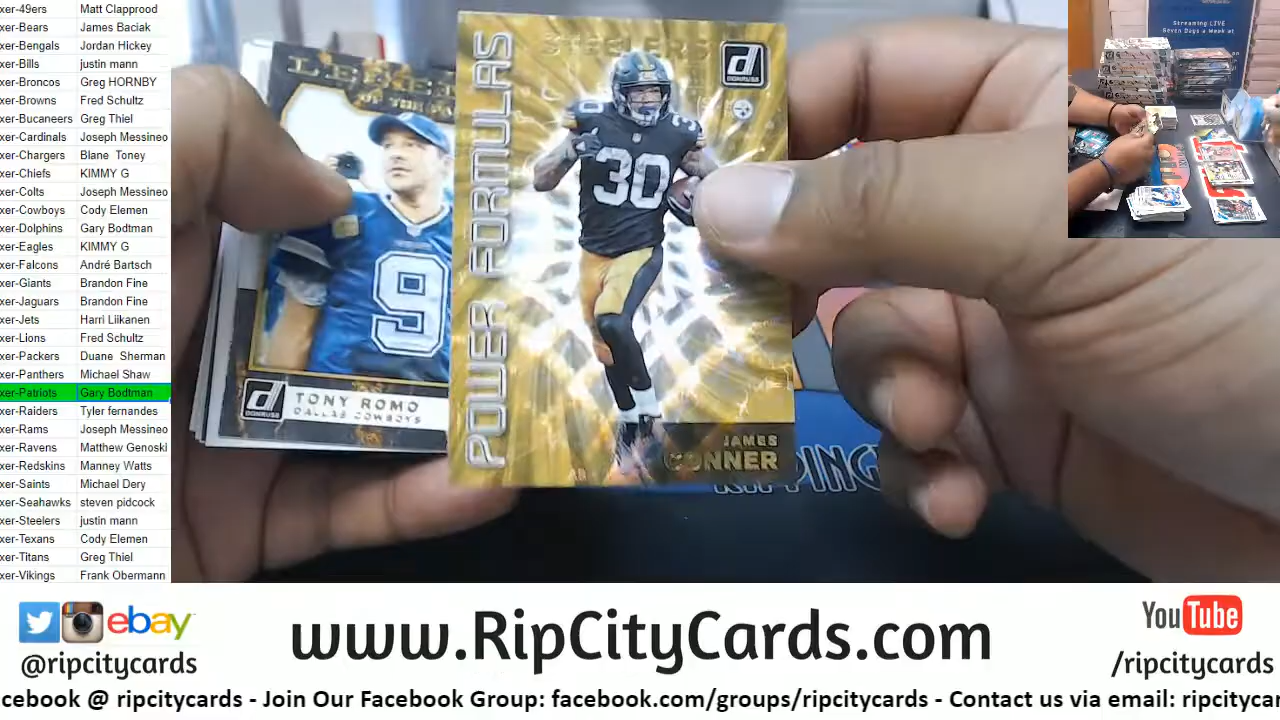 xer-49ers Matt Clapprood
xer-Bears James Baciak
xer-Bengals Jordan Hickey
xer-Bills justin mann
xer-Broncos Greg HORNBY
xer-Browns Fred Schultz
xer-Bucaneers Greg Thiel
xer-Cardinals Joseph Messineo
xer-Chargers Blane Toney
xer-Chiefs KIMMY G
xer-Colts Joseph Messineo
xer-Cowboys Cody Elemen
xer-Dolphins Gary Bodtman
xer-Eagles KIMMY G
xer-Falcons André Bartsch
xer-Giants Brandon Fine
xer-Jaguars Brandon Fine
xer-Jets Harri Liikanen
xer-Lions Fred Schultz
xer-Packers Duane Sherman
xer-Panthers Michael Shaw
xer-Patriots Gary Bodtman
xer-Raiders Tyler fernandes
xer-Rams Joseph Messineo
xer-Ravens Matthew Genoski
xer-Redskins Manney Watts
xer-Saints Michael Dery
xer-Seahawks steven pidcock
xer-Steelers justin mann
xer-Texans Cody Elemen
xer-Titans Greg Thiel
xer-Vikings Frank Obermann
9
DONRUSS
TONY ROMO
DALLAS COWBOYS
POWER FORMULAS
STEELERS
DONRUSS
30
30
JAMES
CONNER
RIPPING
Streaming LIVE
Seven Days a Week at
ebay
@ripcitycards
www.RipCityCards.com
YouTube
/ripcitycards
cebook @ ripcitycards - Join Our Facebook Group: facebook.com/groups/ripcitycards - Contact us via email: ripcitycar